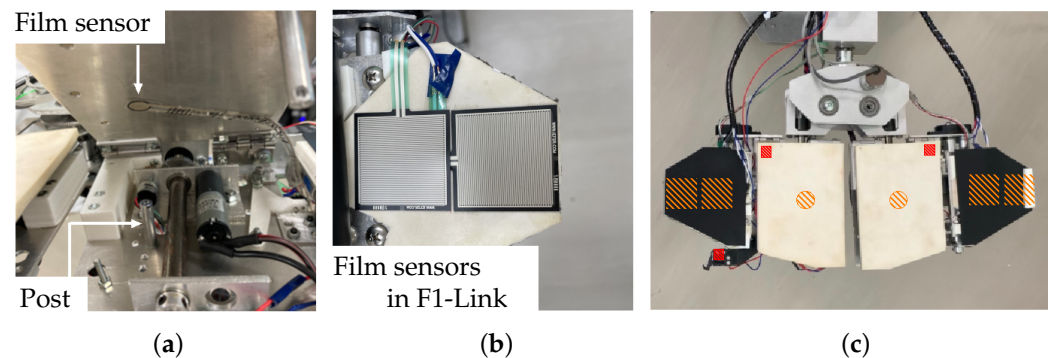 Film sensor
Post
Film sensors
in F1-Link
(a)
(b)
(c)